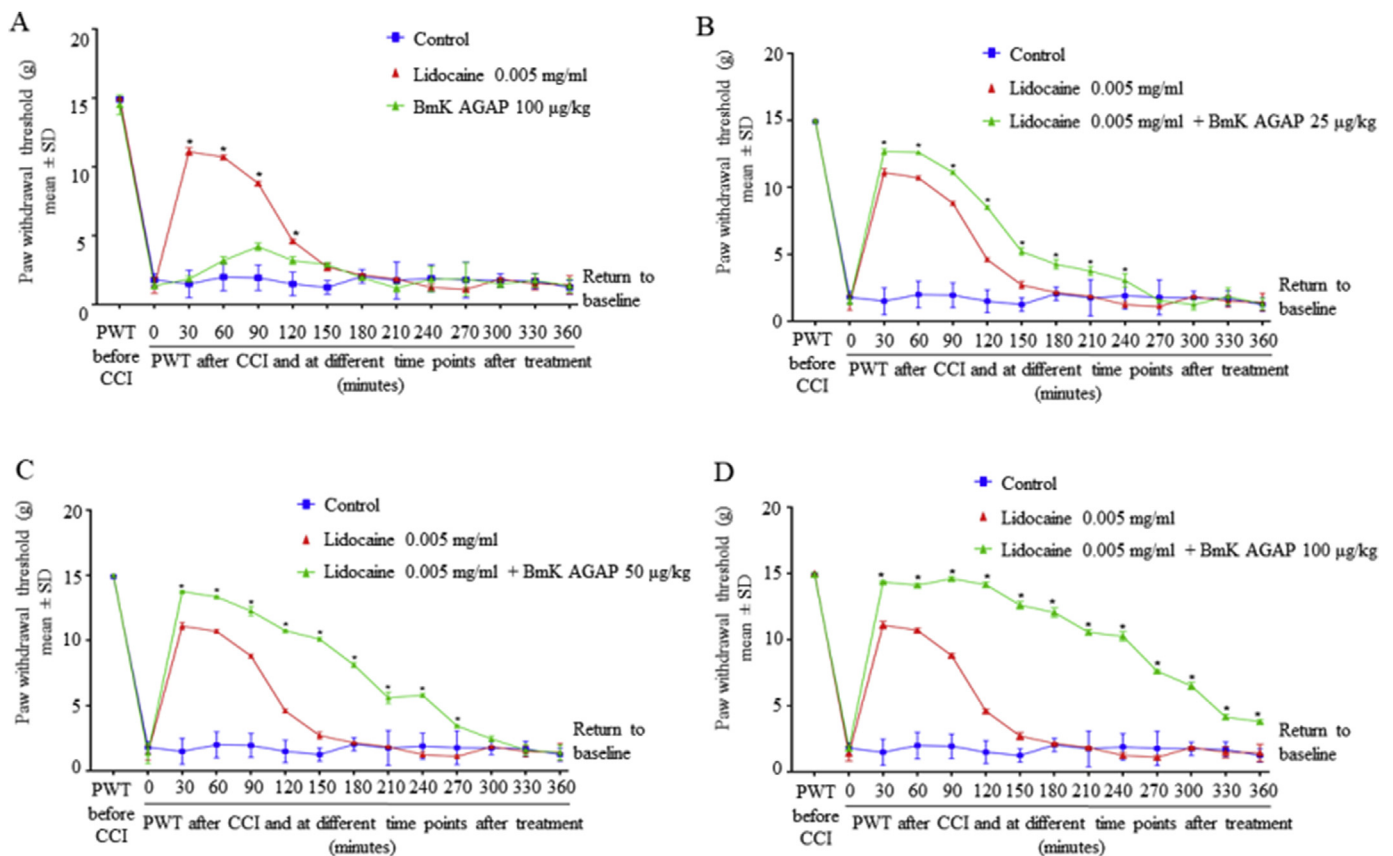 A
Paw withdrawal threshold (g)
mean ± SD
20
15
10
5
0
Control
Lidocaine 0.005 mg/ml
BmK AGAP 100 µg/kg
* * * *
Return to
baseline
PWT
before
CCI
0 30 60 90 120 150 180 210 240 270 300 330 360
PWT after CCI and at different time points after treatment
(minutes)
B
Paw withdrawal threshold (g)
mean ± SD
20
15
10
5
0
Control
Lidocaine 0.005 mg/ml
Lidocaine 0.005 mg/ml + BmK AGAP 25 µg/kg
* * * * * * * *
Return to
baseline
PWT
before
CCI
0 30 60 90 120 150 180 210 240 270 300 330 360
PWT after CCI and at different time points after treatment
(minutes)
C
Paw withdrawal threshold (g)
mean ± SD
20
15
10
5
0
Control
Lidocaine 0.005 mg/ml
Lidocaine 0.005 mg/ml + BmK AGAP 50 µg/kg
* * * * * * * * *
Return to
baseline
PWT
before
CCI
0 30 60 90 120 150 180 210 240 270 300 330 360
PWT after CCI and at different time points after treatment
(minutes)
D
Paw withdrawal threshold (g)
mean ± SD
20
15
10
5
0
Control
Lidocaine 0.005 mg/ml
Lidocaine 0.005 mg/ml + BmK AGAP 100 µg/kg
* * * * * * * * * * * *
Return to
baseline
PWT
before
CCI
0 30 60 90 120 150 180 210 240 270 300 330 360
PWT after CCI and at different time points after treatment
(minutes)